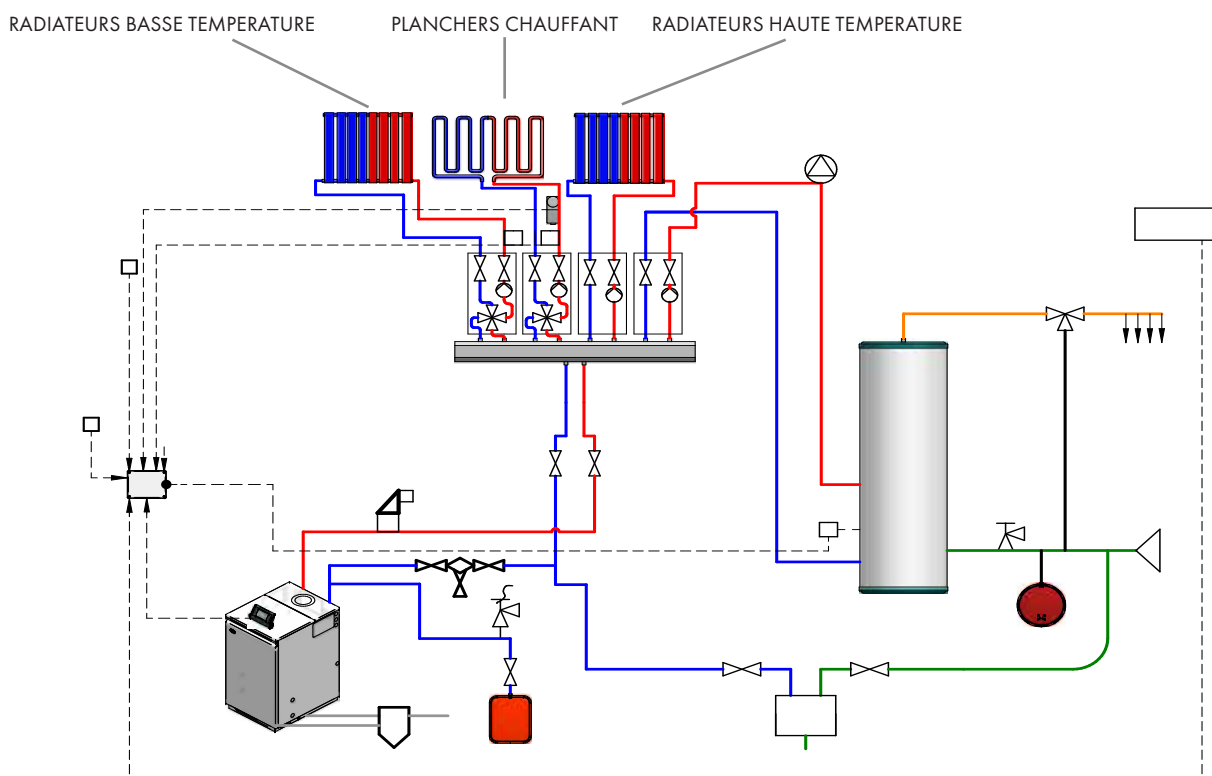 RADIATEURS BASSE TEMPERATURE
PLANCHERS CHAUFFANT
RADIATEURS HAUTE TEMPERATURE